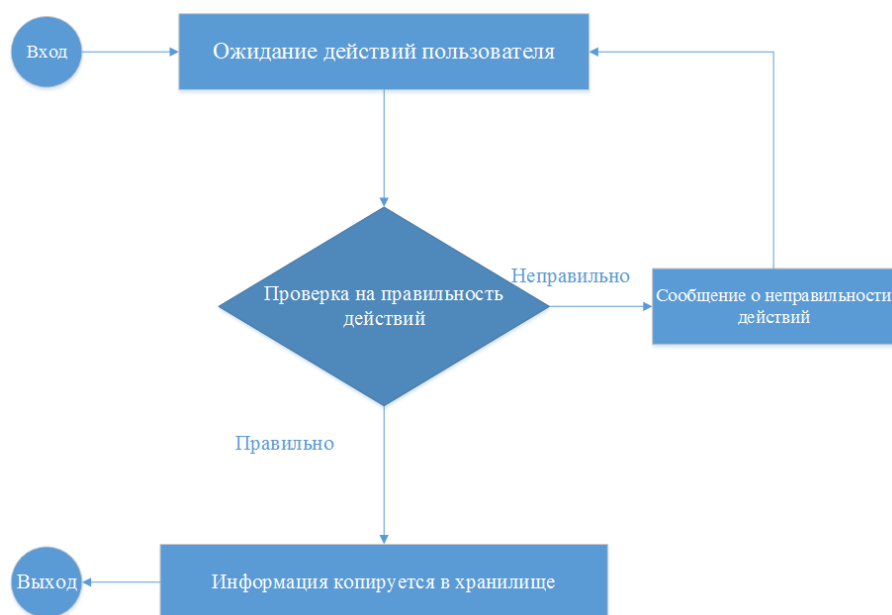 Вход
Ожидание действий пользователя
Неправильно
Проверка на правильность
действий
Сообщение о неправильности
действий
Правильно
Выход
Информация копируется в хранилище